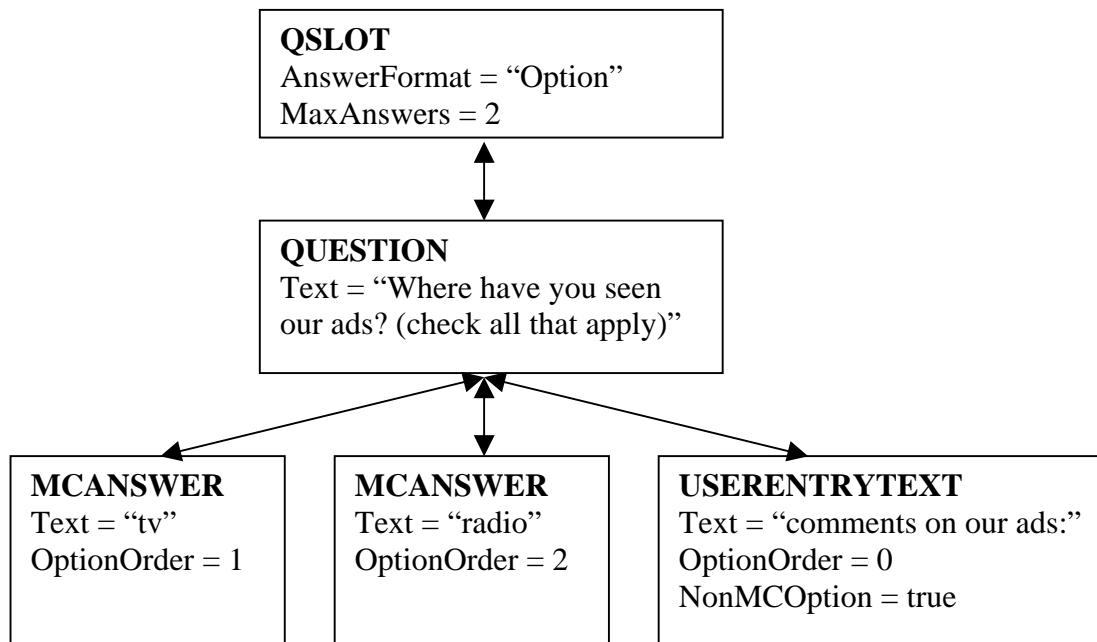 QSLOT
AnswerFormat = “Option”
MaxAnswers = 2
QUESTION
Text = “Where have you seen
our ads? (check all that apply)”
MCANSWER
Text = “tv”
OptionOrder = 1
MCANSWER
Text = “radio”
OptionOrder = 2
USERENTRYTEXT
Text = “comments on our ads:”
OptionOrder = 0
NonMCOption = true